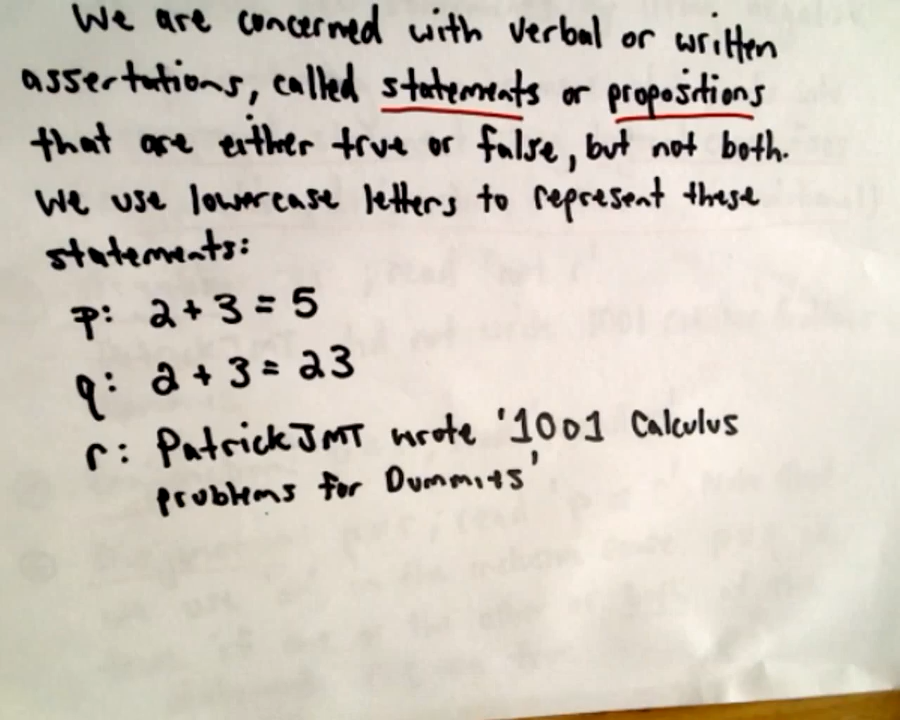 We are concerned with verbal or written
assertations, called statements or propositions
that are either true or false, but not both.
We use lowercase letters to represent these
statements:
p: 2 + 3 = 5
q: 2 + 3 = 23
r: PatrickJMT wrote '1001 Calculus
problems for Dummies'